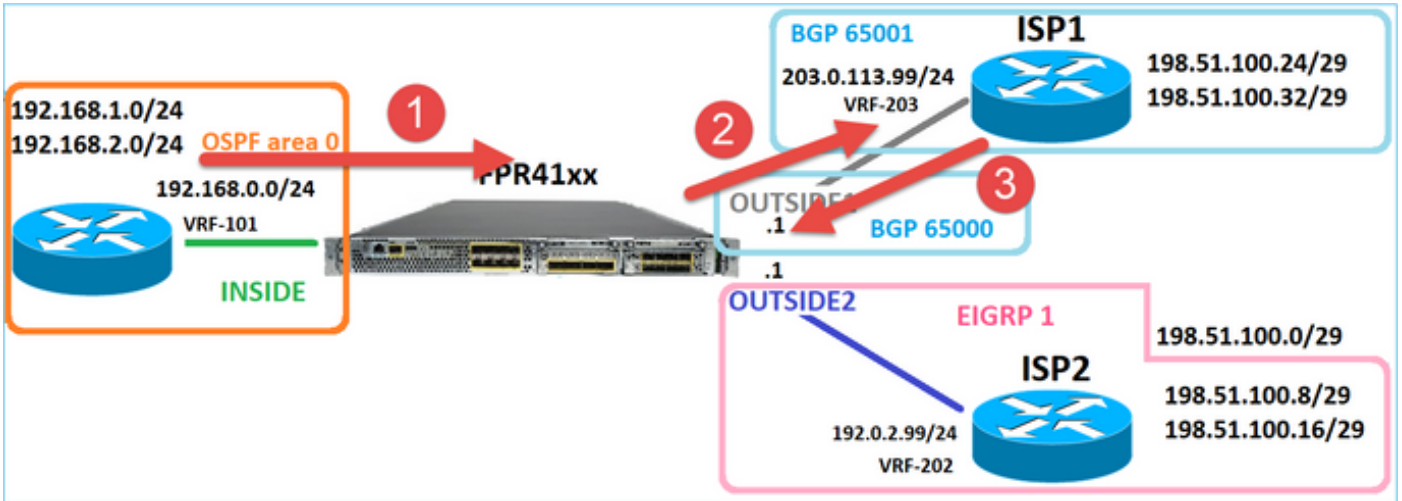 192.168.1.0/24
192.168.2.0/24
OSPF area 0
192.168.0.0/24
VRF-101
INSIDE
1
FPR41xx
2
BGP 65001
203.0.113.99/24
VRF-203
ISP1
198.51.100.24/29
198.51.100.32/29
3
OUTSIDE1
.1
BGP 65000
.1
OUTSIDE2
EIGRP 1
198.51.100.0/29
ISP2
198.51.100.8/29
198.51.100.16/29
192.0.2.99/24
VRF-202